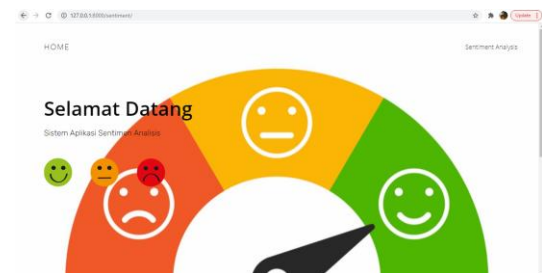 127.0.0.1:8000/sentiment/
Update
HOME
Sentiment Analysis
Selamat Datang
Sistem Aplikasi Sentimen Analisis